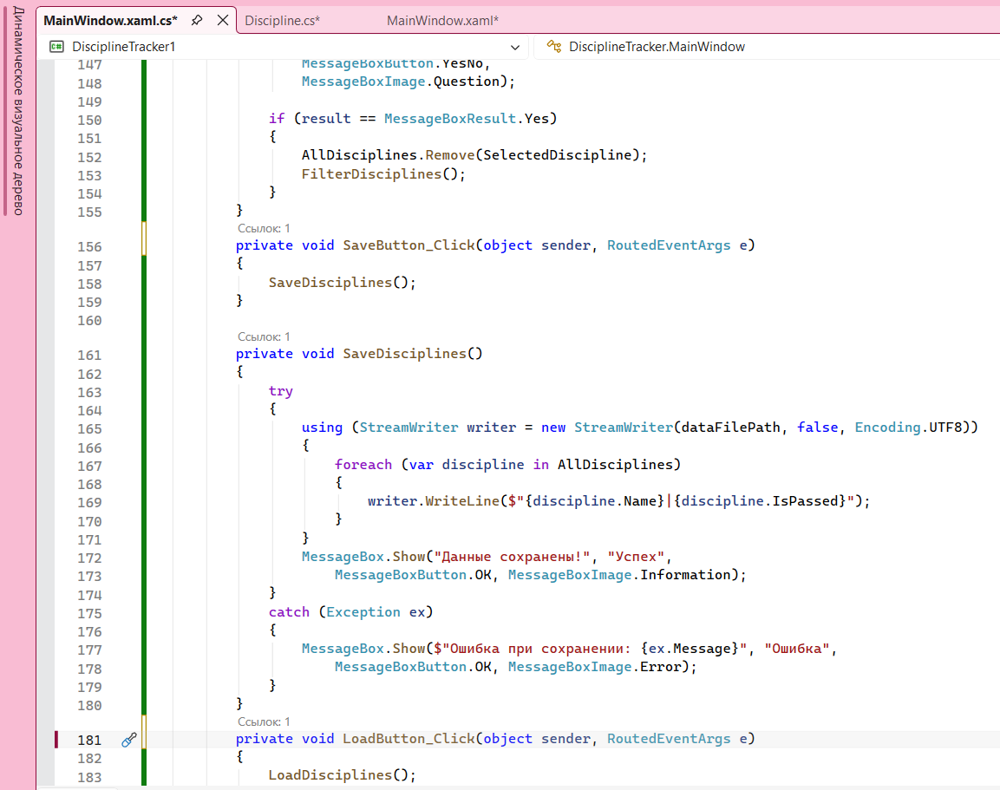 Динамическое визуальное дерево
MainWindow.xaml.cs* Discipline.cs* MainWindow.xaml*
C# DisciplineTracker1 DisciplineTracker.MainWindow
147 MessageBoxButton.YesNo,
148 MessageBoxImage.Question);
149
150 if (result == MessageBoxResult.Yes)
151 {
152 AllDisciplines.Remove(SelectedDiscipline);
153 FilterDisciplines();
154 }
155 }
Ссылок: 1
156 private void SaveButton_Click(object sender, RoutedEventArgs e)
157 {
158 SaveDisciplines();
159 }
160
Ссылок: 1
161 private void SaveDisciplines()
162 {
163 try
164 {
165 using (StreamWriter writer = new StreamWriter(dataFilePath, false, Encoding.UTF8))
166 {
167 foreach (var discipline in AllDisciplines)
168 {
169 writer.WriteLine($"{discipline.Name}|{discipline.IsPassed}");
170 }
171 }
172 MessageBox.Show("Данные сохранены!", "Успех",
173 MessageBoxButton.OK, MessageBoxImage.Information);
174 }
175 catch (Exception ex)
176 {
177 MessageBox.Show($"Ошибка при сохранении: {ex.Message}", "Ошибка",
178 MessageBoxButton.OK, MessageBoxImage.Error);
179 }
180 }
Ссылок: 1
181 private void LoadButton_Click(object sender, RoutedEventArgs e)
182 {
183 LoadDisciplines();